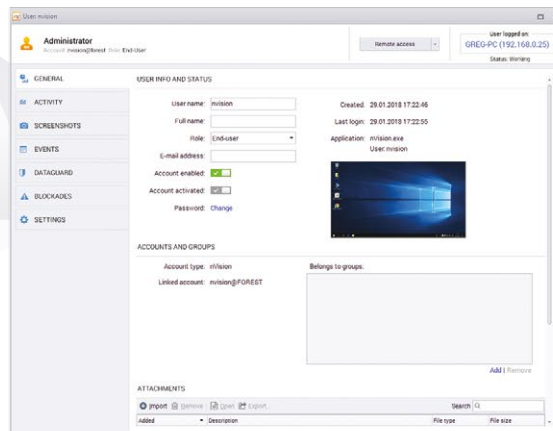 User: nvision
Administrator
Account: nvision@forest Role: End-User
Remote access
User logged on:
GREG-PC (192.168.0.25)
Status: Working
GENERAL
ACTIVITY
SCREENSHOTS
EVENTS
DATAGUARD
BLOCKADES
SETTINGS
USER INFO AND STATUS
User name: nvision
Full name:
Role: End-user
E-mail address:
Account enabled:
Account activated:
Password: Change
Created: 29.01.2018 17:22:46
Last login: 29.01.2018 17:22:55
Application: nVision.exe
User: nvision
ACCOUNTS AND GROUPS
Account type: nVision
Linked account: nvision@FOREST
Belongs to groups:
Add | Remove
ATTACHMENTS
Import Remove Open Export...
Search
Added Description File type File size